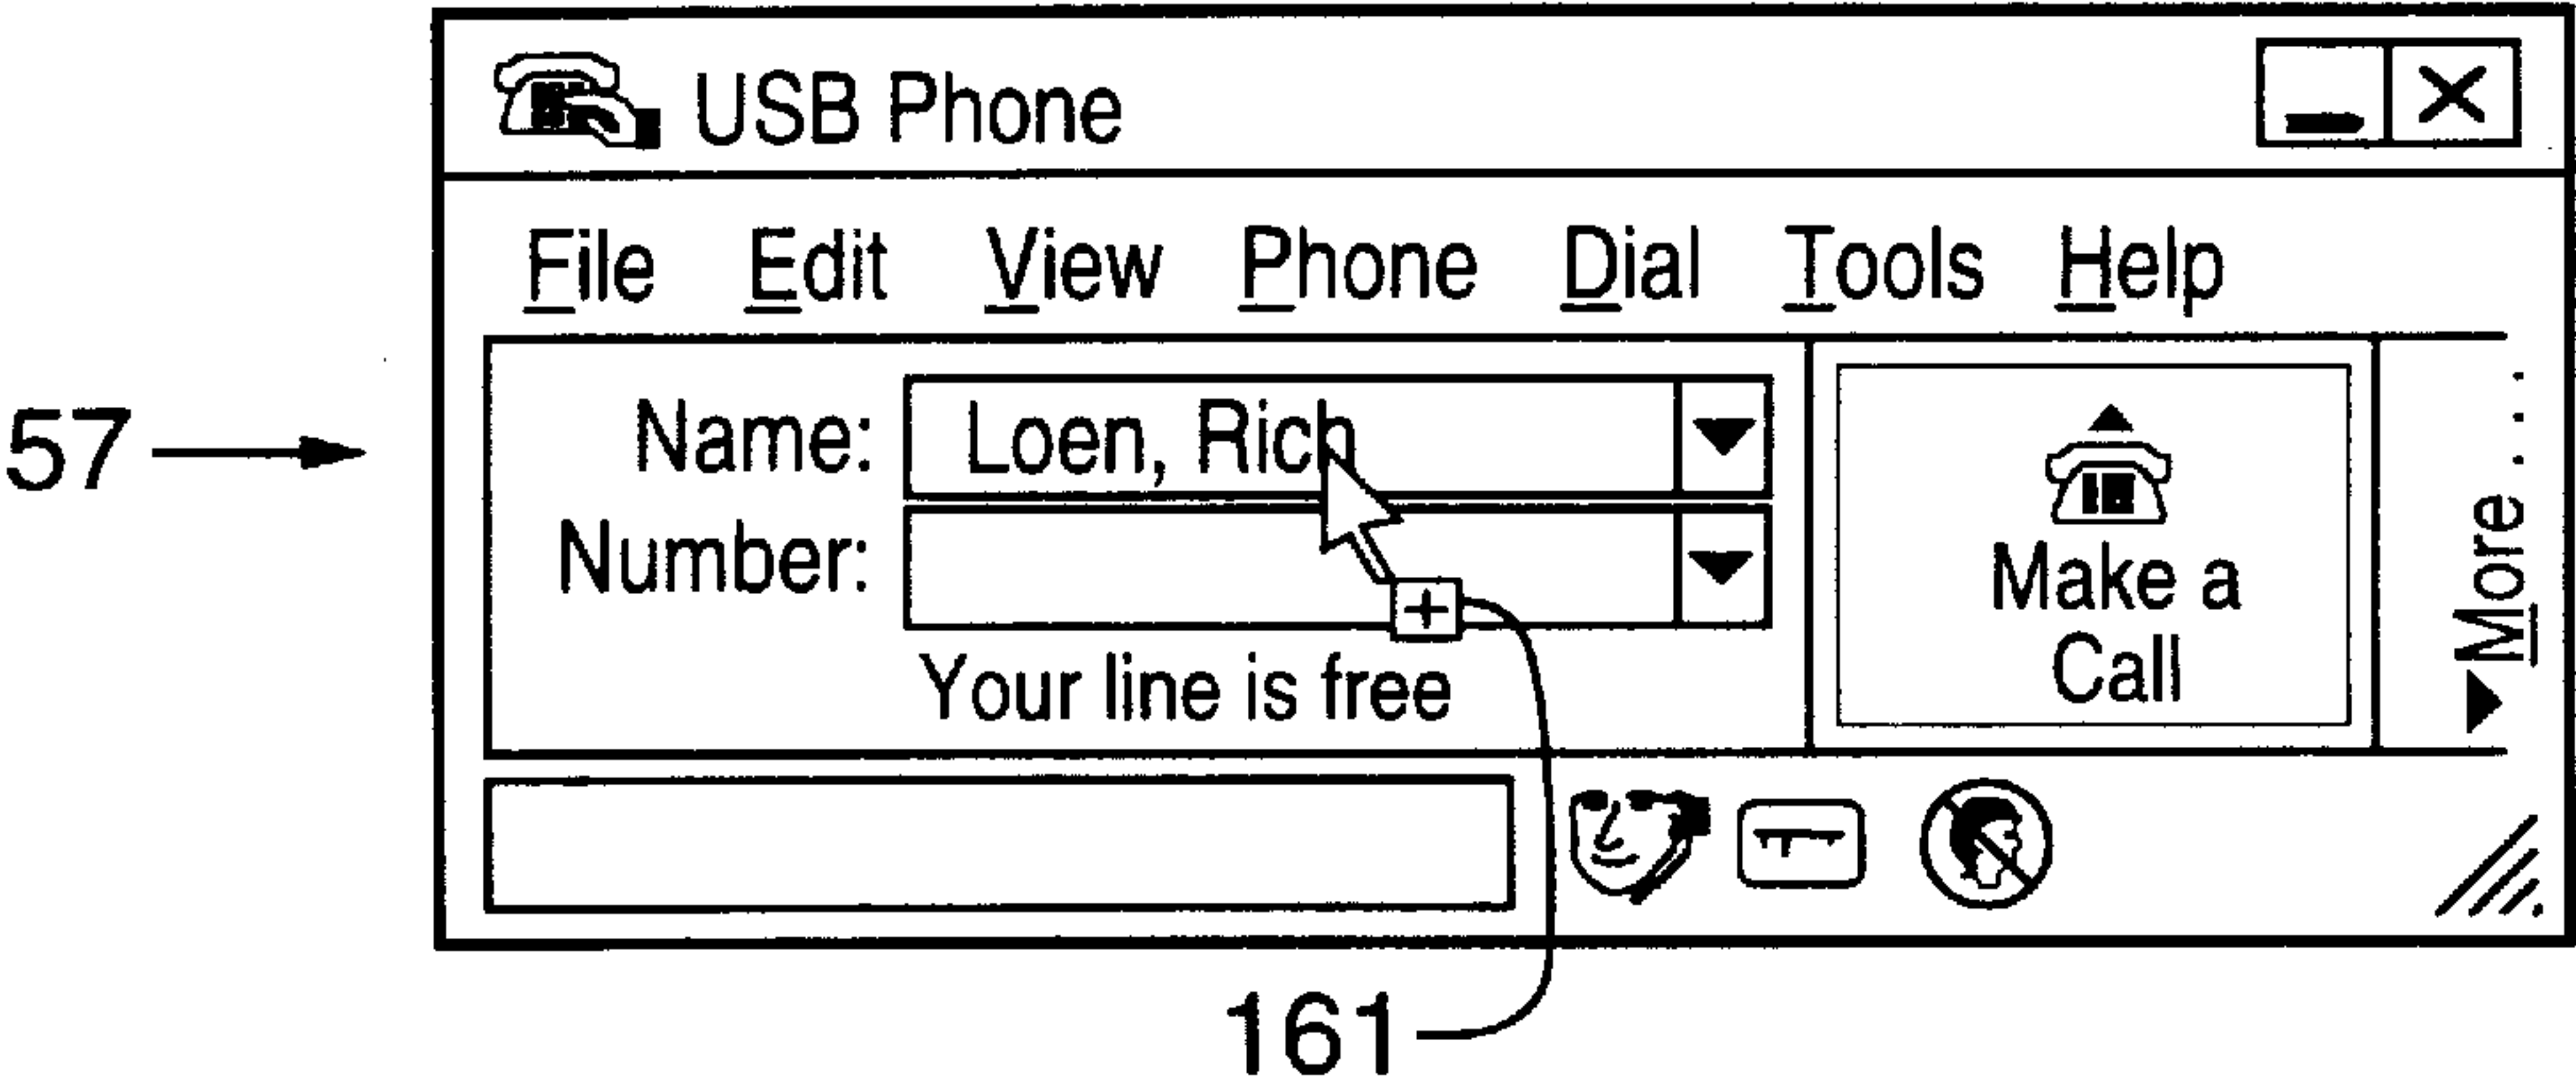 USB Phone
File Edit View Phone Dial Tools Help
57
Name: Loen, Rich
Number:
Your line is free
Make a
Call
More ....
161